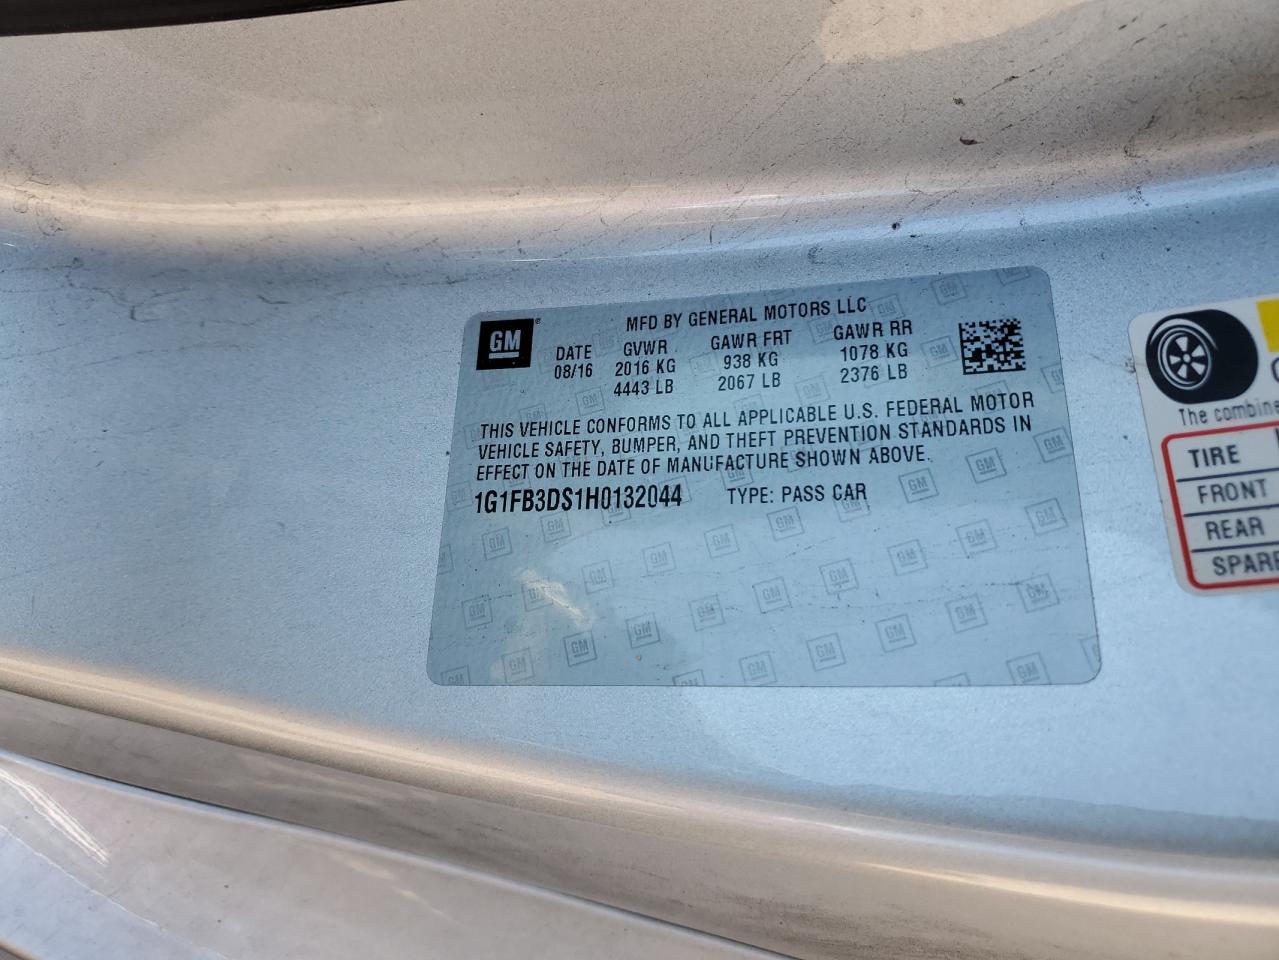 GM
MFD BY GENERAL MOTORS LLC
DATE GVWR GAWR FRT GAWR RR
08/16 2016 KG 938 KG 1078 KG
4443 LB 2067 LB 2376 LB
THIS VEHICLE CONFORMS TO ALL APPLICABLE U.S. FEDERAL MOTOR
VEHICLE SAFETY, BUMPER, AND THEFT PREVENTION STANDARDS IN
EFFECT ON THE DATE OF MANUFACTURE SHOWN ABOVE.
1G1FB3DS1H0132044 TYPE: PASS CAR
The
TIRE
FRONT
REAR